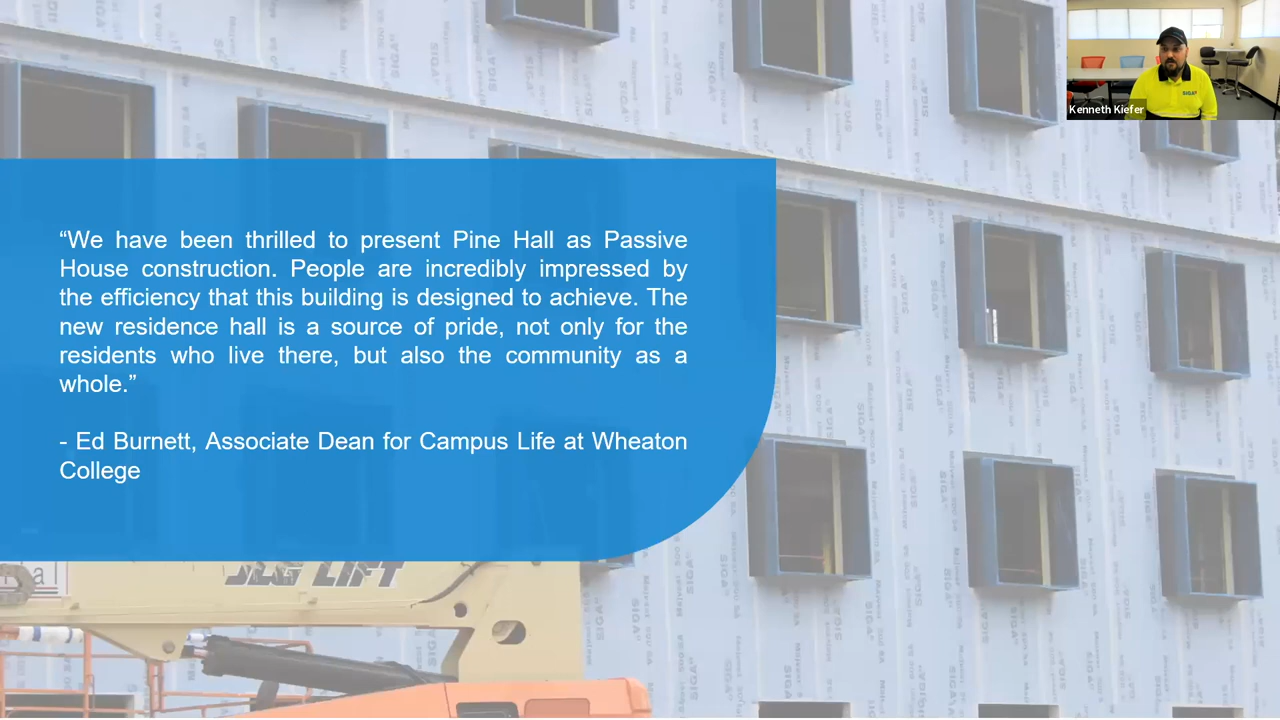 Kenneth Kiefer
SIGA
“We have been thrilled to present Pine Hall as Passive
House construction. People are incredibly impressed by
the efficiency that this building is designed to achieve. The
new residence hall is a source of pride, not only for the
residents who live there, but also the community as a
whole.”
- Ed Burnett, Associate Dean for Campus Life at Wheaton
College
JLG LIFT
SIGA